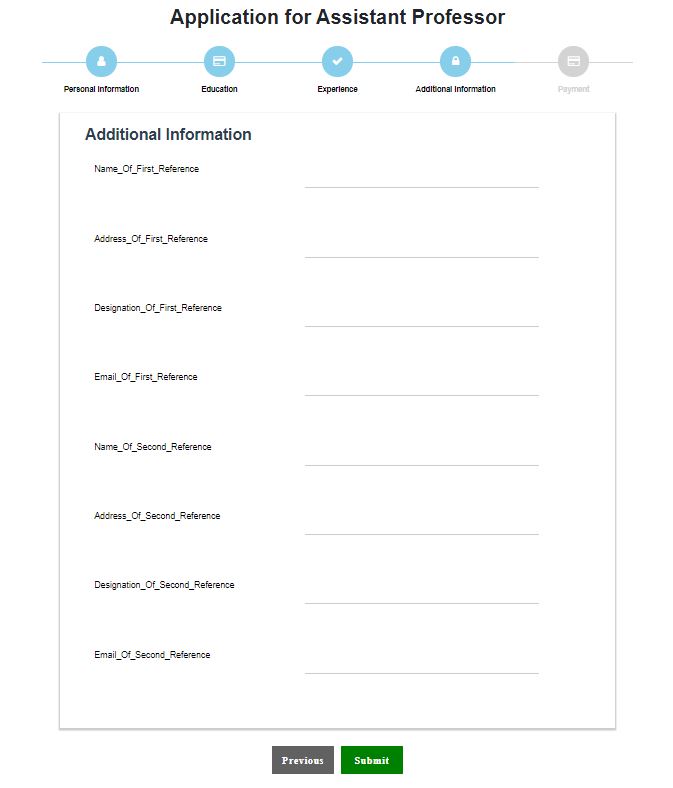 Application for Assistant Professor
Personal Information Education Experience Additional Information Payment
Additional Information
Name_Of_First_Reference
Address_Of_First_Reference
Designation_Of_First_Reference
Email_Of_First_Reference
Name_Of_Second_Reference
Address_Of_Second_Reference
Designation_Of_Second_Reference
Email_Of_Second_Reference
Previous Submit